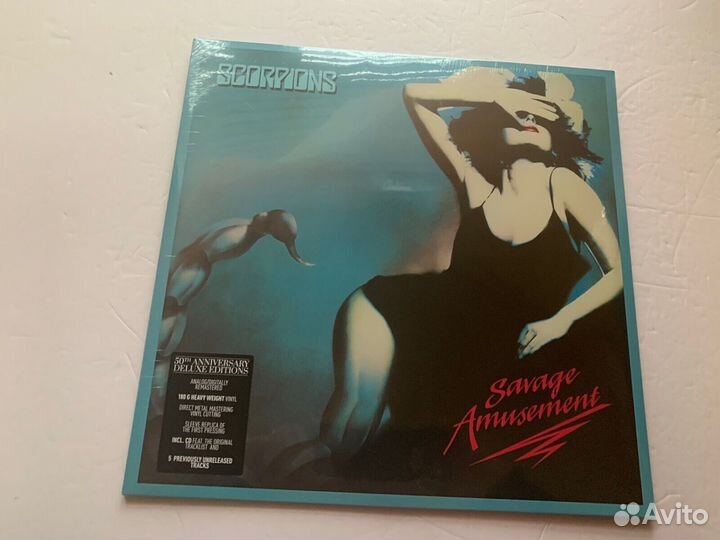 SCORPIONS
Savage
Amusement
50TH ANNIVERSARY
DELUXE EDITIONS
ANALOG/DIGITALLY
REMASTERED
180 G HEAVY WEIGHT VINYL
DIRECT METAL MASTERING
VINYL CUTTING
SLEEVE REPLICA OF
THE FIRST PRESSING
INCL. CD FEAT. THE ORIGINAL
TRACKLIST AND
5 PREVIOUSLY UNRELEASED
TRACKS
Avito